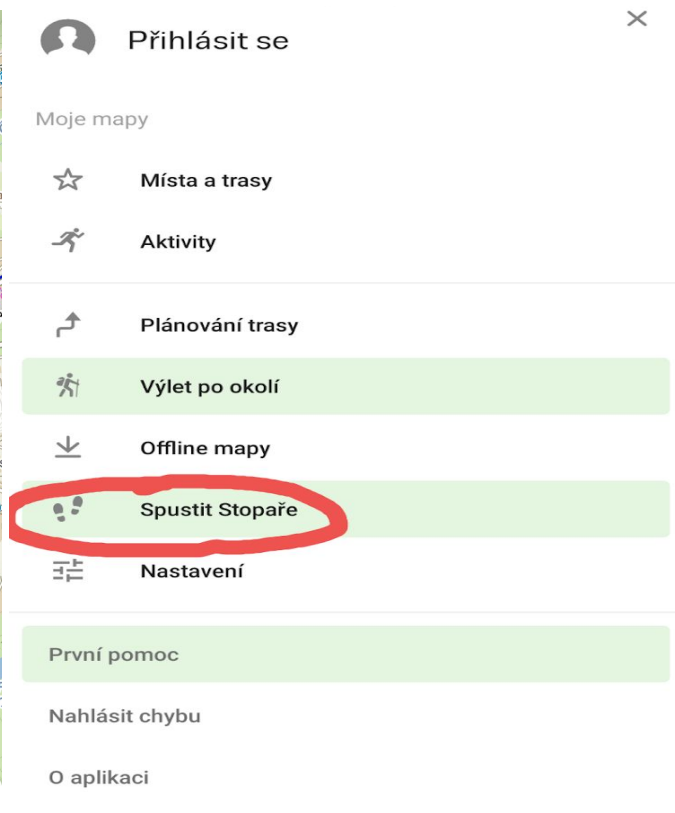 Přihlásit se
Moje mapy
Místa a trasy
Aktivity
Plánování trasy
Výlet po okolí
Offline mapy
Spustit Stopaře
Nastavení
První pomoc
Nahlásit chybu
O aplikaci